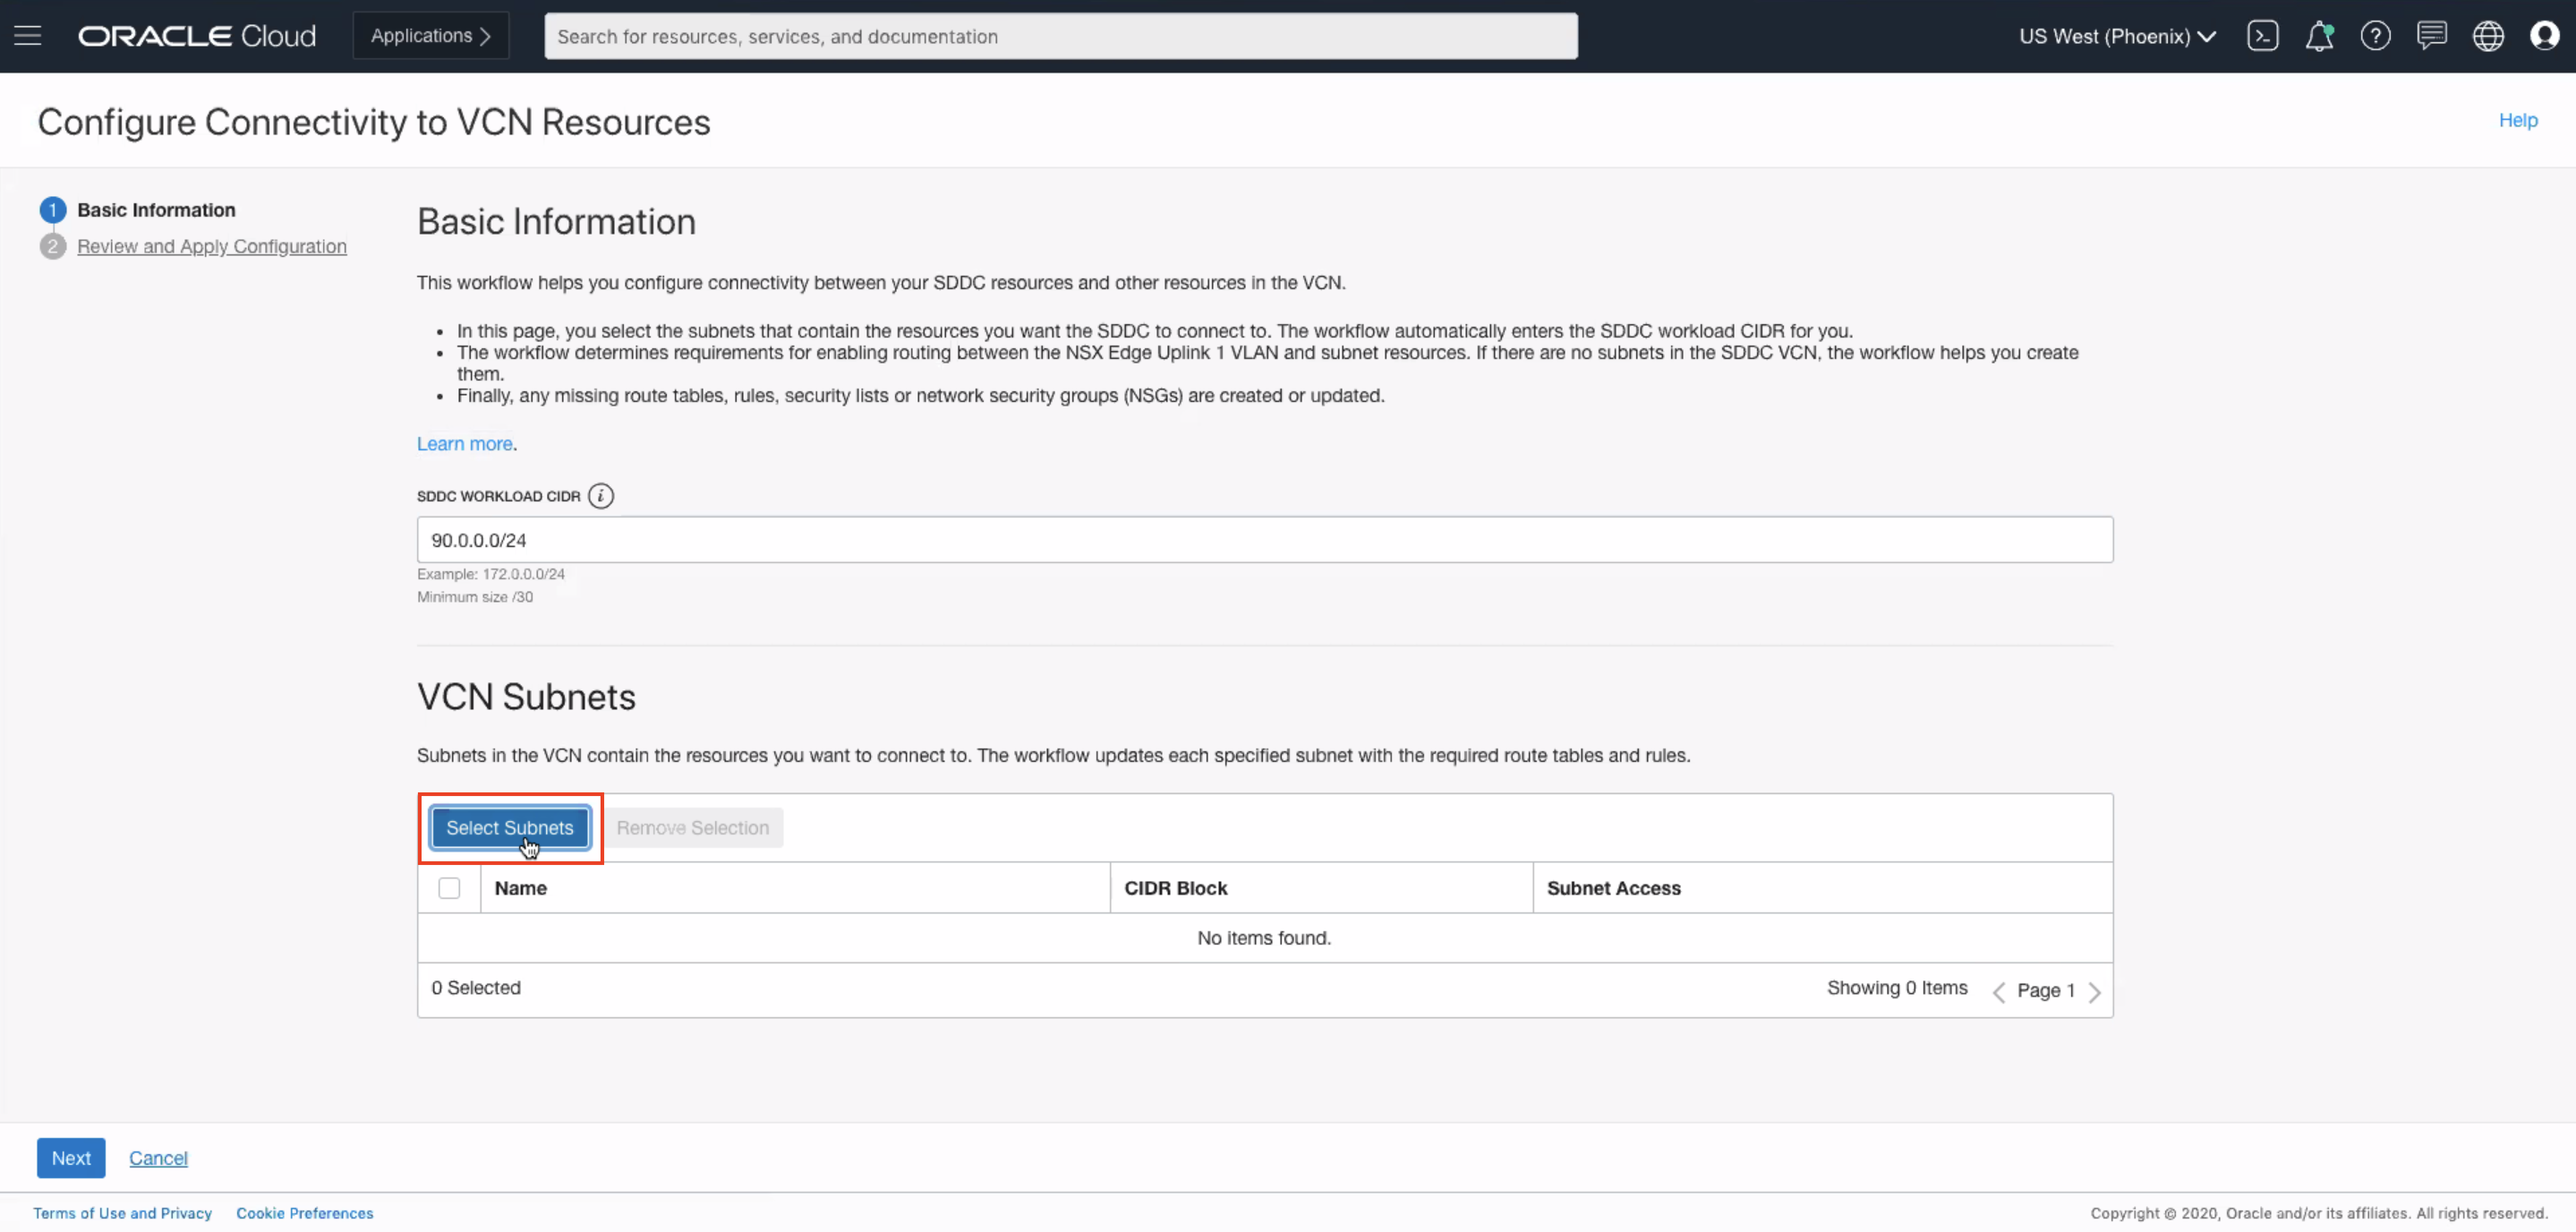 ORACLE Cloud
Applications
Search for resources, services, and documentation
US West (Phoenix)
Configure Connectivity to VCN Resources
Help
1 Basic Information
2 Review and Apply Configuration
Basic Information
This workflow helps you configure connectivity between your SDDC resources and other resources in the VCN.
• In this page, you select the subnets that contain the resources you want the SDDC to connect to. The workflow automatically enters the SDDC workload CIDR for you.
• The workflow determines requirements for enabling routing between the NSX Edge Uplink 1 VLAN and subnet resources. If there are no subnets in the SDDC VCN, the workflow helps you create
them.
• Finally, any missing route tables, rules, security lists or network security groups (NSGs) are created or updated.
Learn more.
SDDC WORKLOAD CIDR i
90.0.0.0/24
Example: 172.0.0.0/24
Minimum size /30
VCN Subnets
Subnets in the VCN contain the resources you want to connect to. The workflow updates each specified subnet with the required route tables and rules.
Select Subnets
Remove Selection
Name
CIDR Block
Subnet Access
No items found.
0 Selected
Showing 0 Items
Page 1
Next
Cancel
Terms of Use and Privacy
Cookie Preferences
Copyright © 2020, Oracle and/or its affiliates. All rights reserved.